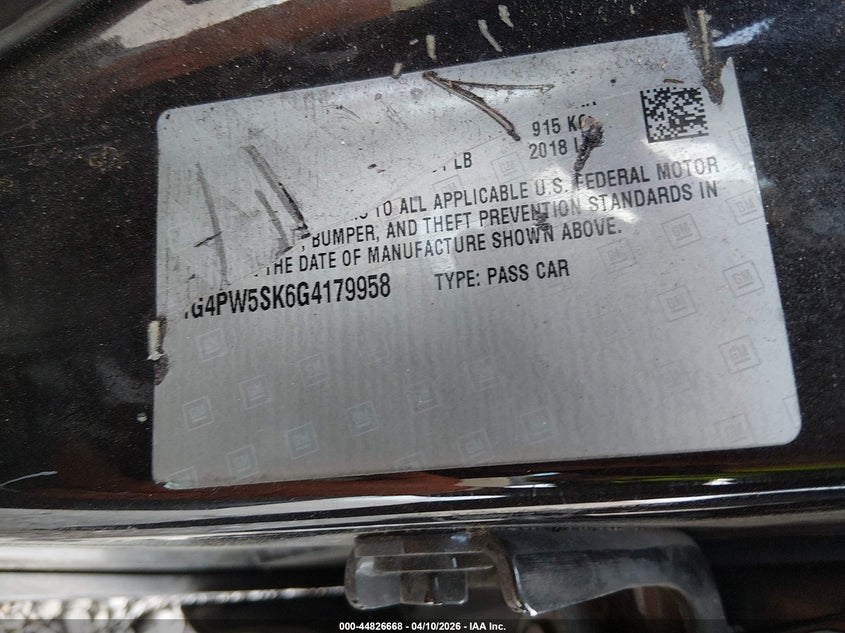 915
2018
LB
TO ALL APPLICABLE U.S. FEDERAL MOTOR
BUMPER, AND THEFT PREVENTION STANDARDS IN
THE DATE OF MANUFACTURE SHOWN ABOVE.
G4PW5SK6G4179958 TYPE: PASS CAR
GM
000-44826668 - 04/10/2026 - IAA Inc.